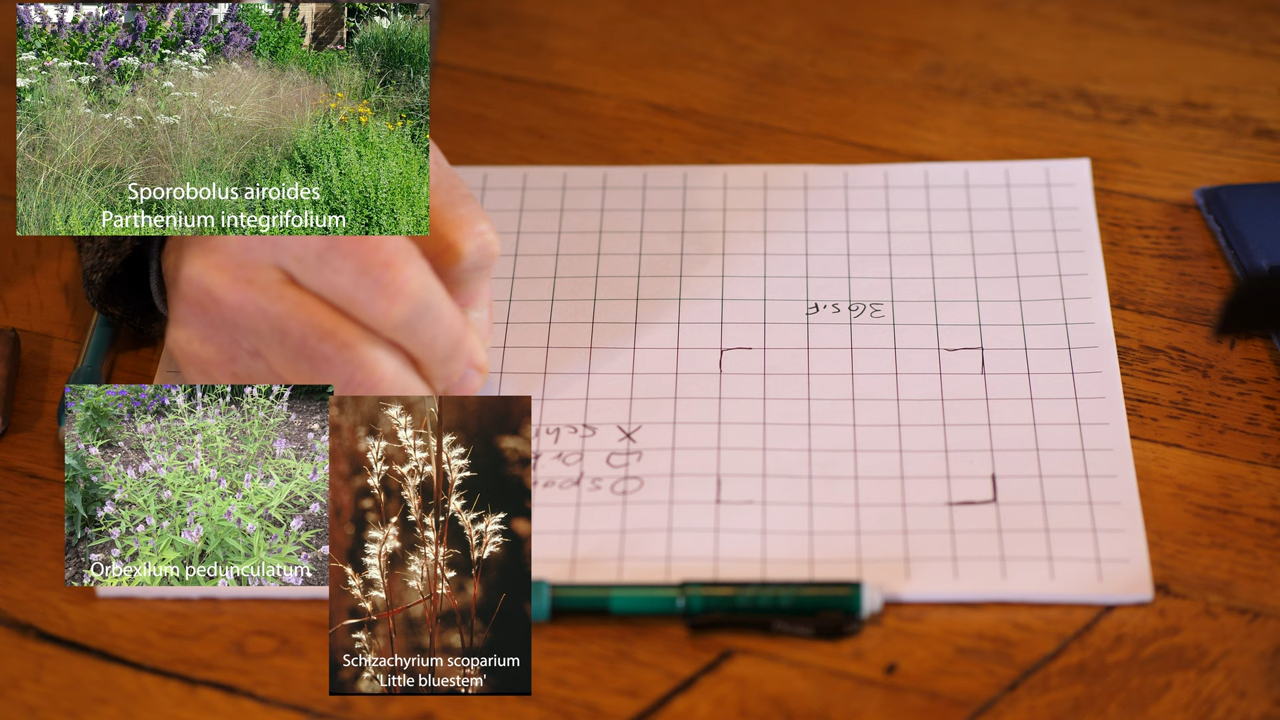 Sporobolus airoides
Parthenium integrifolium
36 S.F
Orbexilum pedunculatum
Schizachyrium scoparium
'Little bluestem'